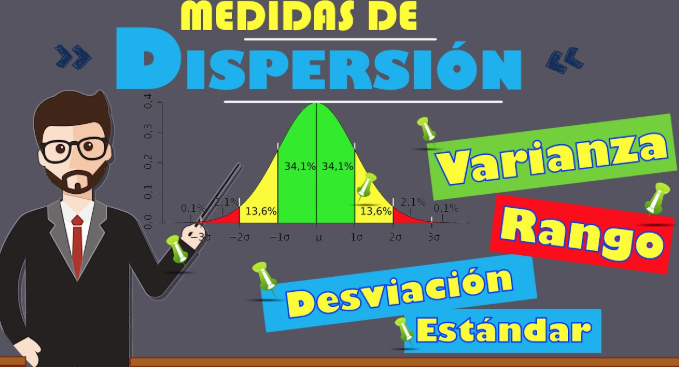 MEDIDAS DE
DISPERSIÓN
0,4
0,3
0,2
0,1
0,0
34,1% 34,1%
0,1% 2,1% 13,6% 13,6% 2,1% 0,1%
−3σ −2σ −1σ μ 1σ 2σ 3σ
Varianza
Rango
Desviación
Estándar